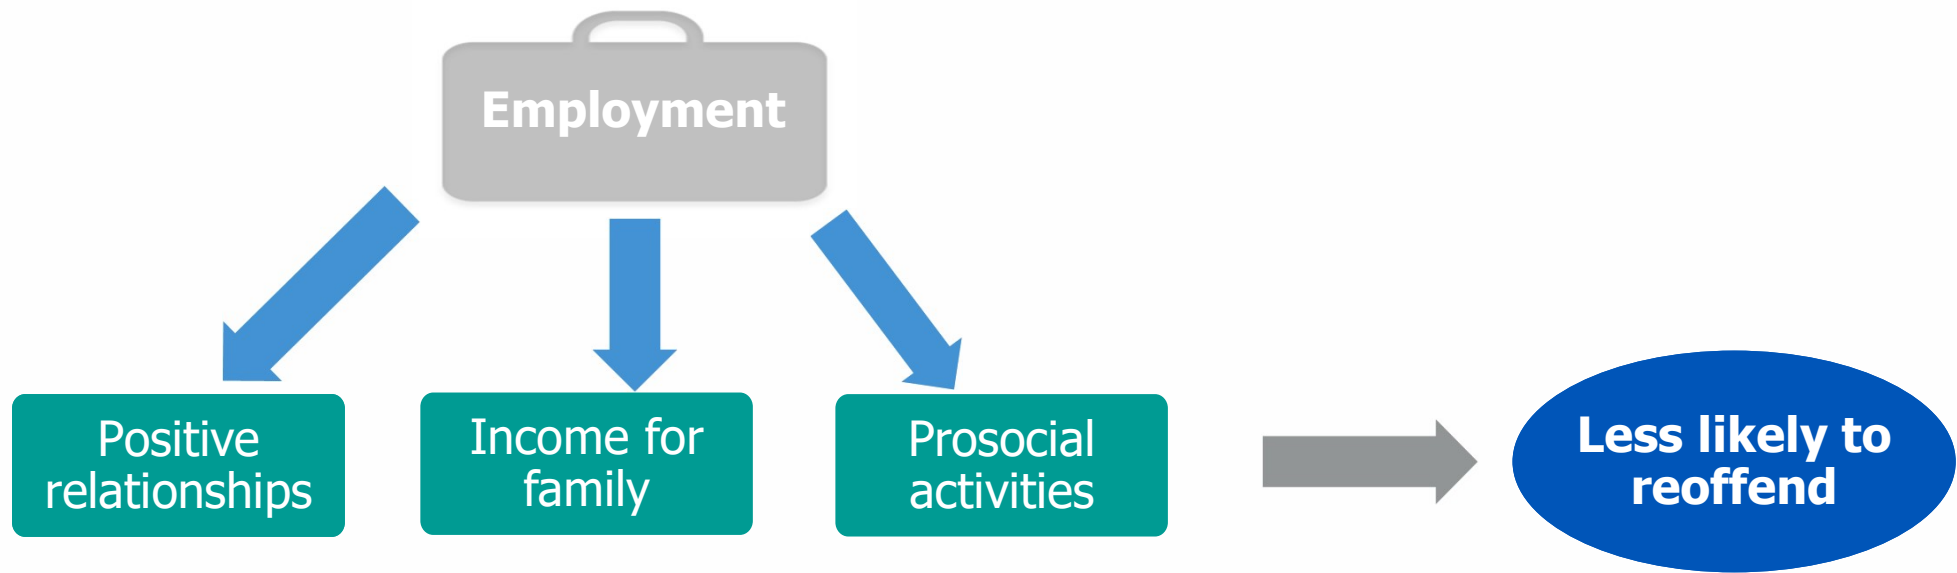 Employment
Positive
relationships
Income for
family
Prosocial
activities
Less likely to
reoffend